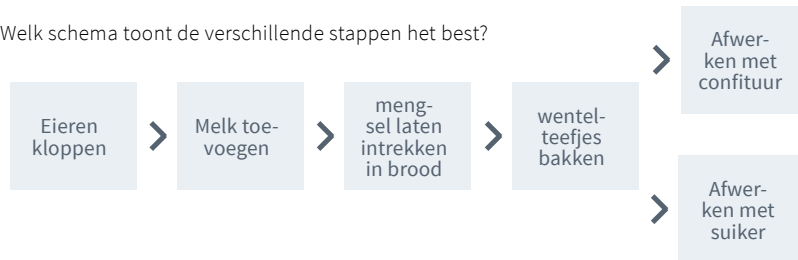 Welk schema toont de verschillende stappen het best?
Eieren
kloppen
Melk toe-
voegen
meng-
sel laten
intrekken
in brood
wentel-
teefjes
bakken
Afwer-
ken met
confituur
Afwer-
ken met
suiker